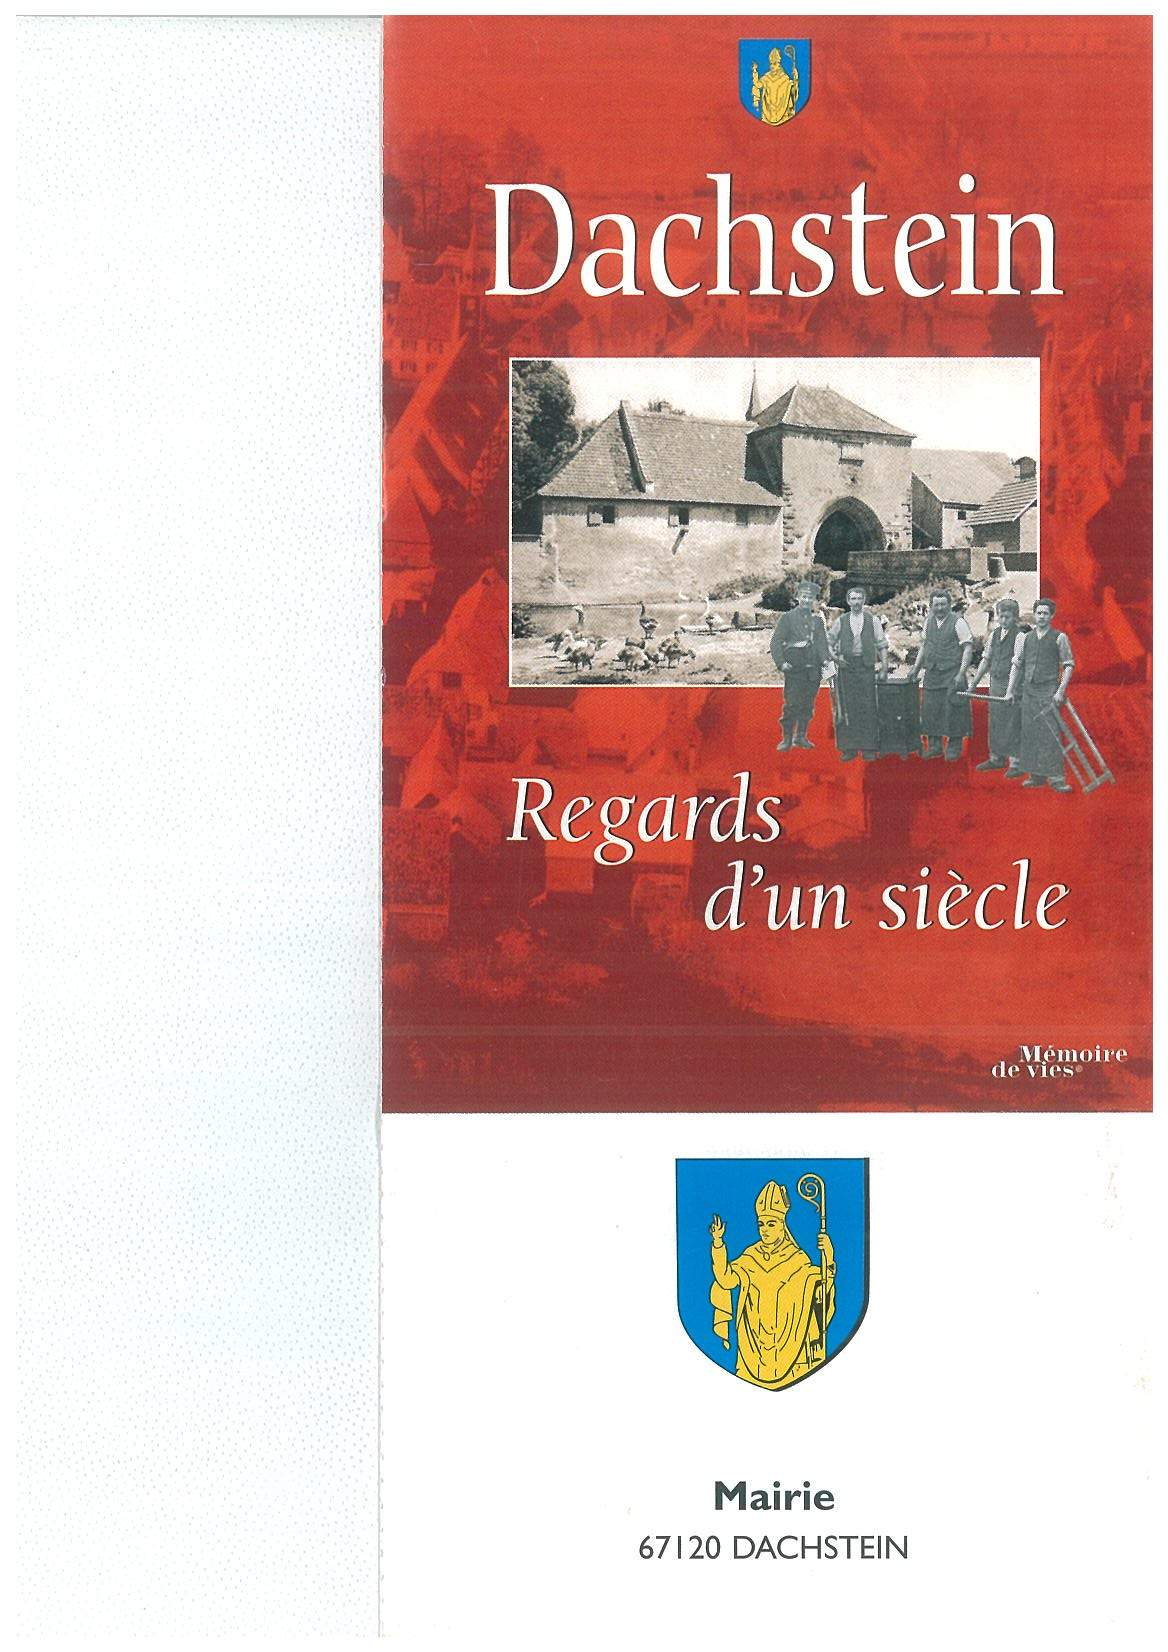 Dachstein
Regards
d'un siècle
Mémoire
de vies®
Mairie
67120 DACHSTEIN